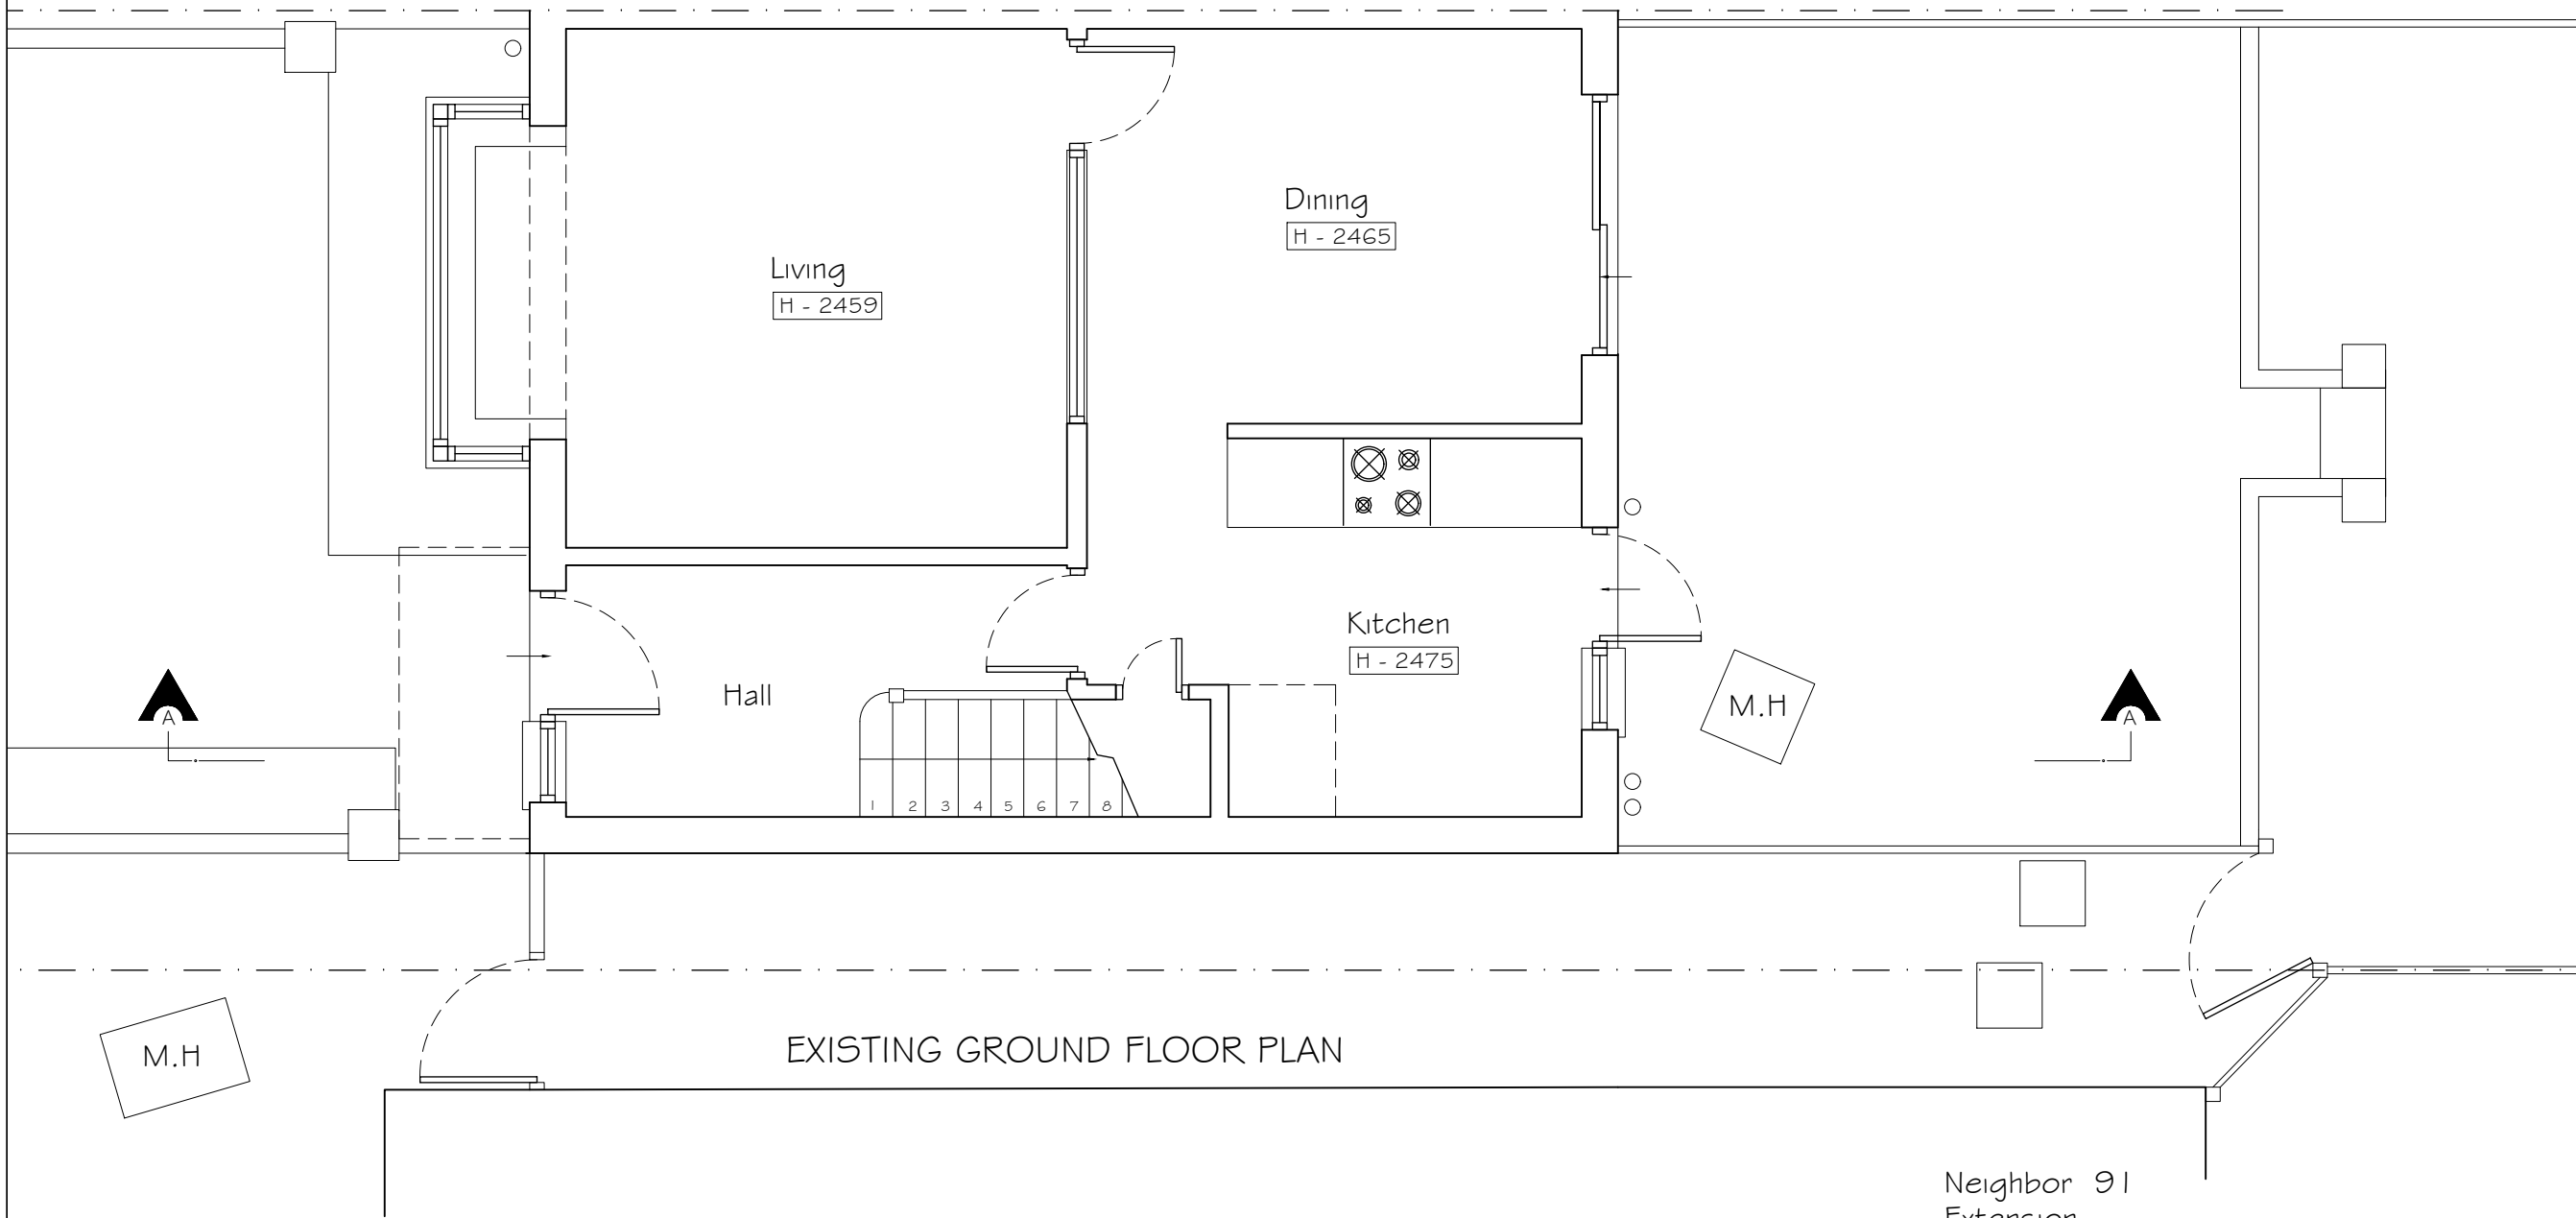 Dining
H - 2465
Living
H - 2459
Kitchen
H - 2475
Hall
M.H
A
A
1 2 3 4 5 6 7 8
EXISTING GROUND FLOOR PLAN
M.H
Neighbor 91
Extension